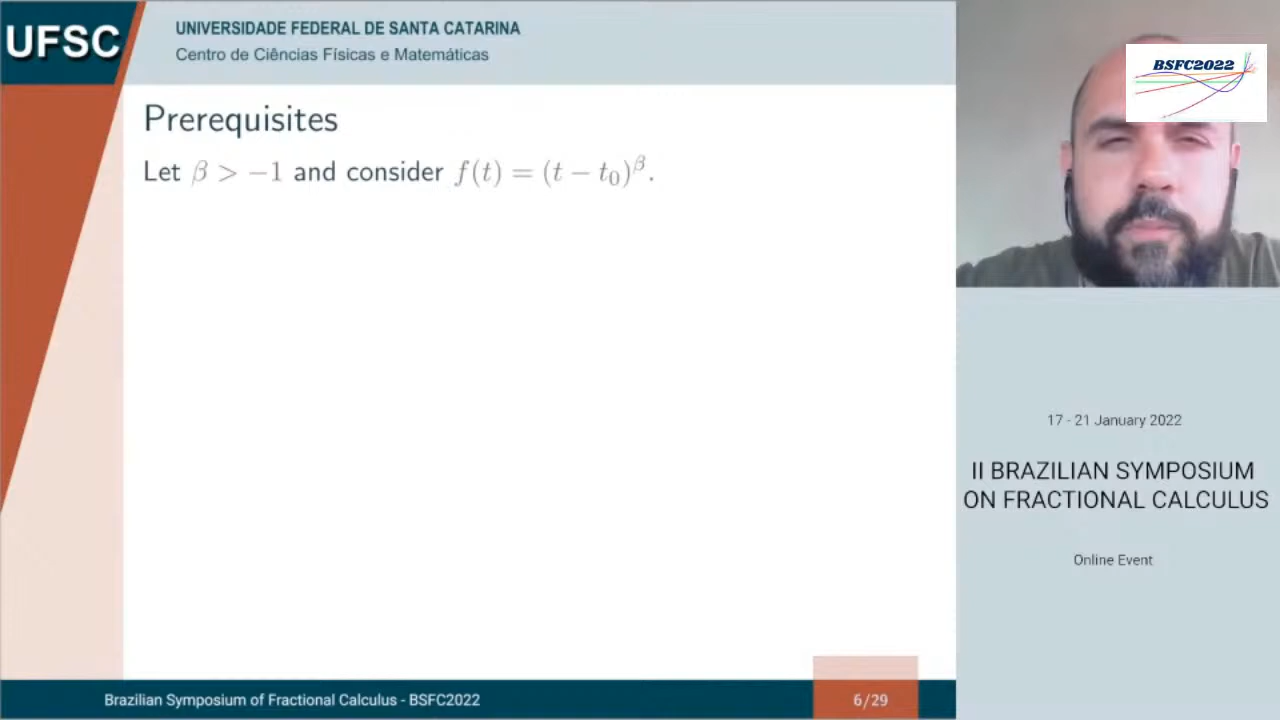 UFSC
UNIVERSIDADE FEDERAL DE SANTA CATARINA
Centro de Ciências Físicas e Matemáticas
Prerequisites
Let β > −1 and consider f(t) = (t − t₀)^β.
BSFC2022
17 - 21 January 2022
II BRAZILIAN SYMPOSIUM
ON FRACTIONAL CALCULUS
Online Event
Brazilian Symposium of Fractional Calculus - BSFC2022
6/29